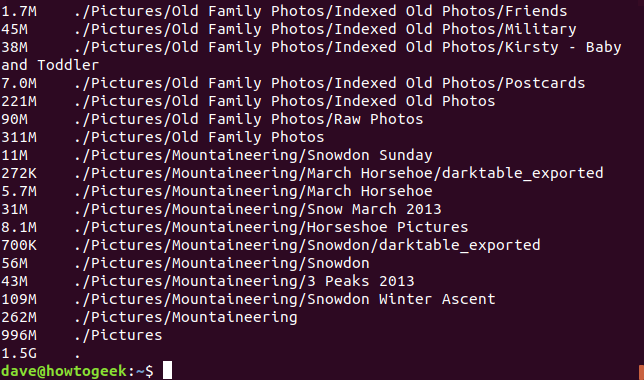 1.7M    ./Pictures/Old Family Photos/Indexed Old Photos/Friends
45M     ./Pictures/Old Family Photos/Indexed Old Photos/Military
38M     ./Pictures/Old Family Photos/Indexed Old Photos/Kirsty - Baby
and Toddler
7.0M    ./Pictures/Old Family Photos/Indexed Old Photos/Postcards
221M    ./Pictures/Old Family Photos/Indexed Old Photos
90M     ./Pictures/Old Family Photos/Raw Photos
311M    ./Pictures/Old Family Photos
11M     ./Pictures/Mountaineering/Snowdon Sunday
272K    ./Pictures/Mountaineering/March Horsehoe/darktable_exported
5.7M    ./Pictures/Mountaineering/March Horsehoe
31M     ./Pictures/Mountaineering/Snow March 2013
8.1M    ./Pictures/Mountaineering/Horseshoe Pictures
700K    ./Pictures/Mountaineering/Snowdon/darktable_exported
56M     ./Pictures/Mountaineering/Snowdon
43M     ./Pictures/Mountaineering/3 Peaks 2013
109M    ./Pictures/Mountaineering/Snowdon Winter Ascent
262M    ./Pictures/Mountaineering
996M    ./Pictures
1.5G    .
dave@howtogeek:~$